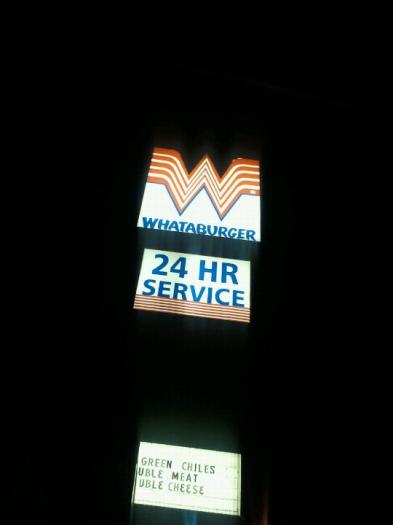 WHATABURGER
24 HR
SERVICE
GREEN CHILES
UBLE MEAT
UBLE CHEESE